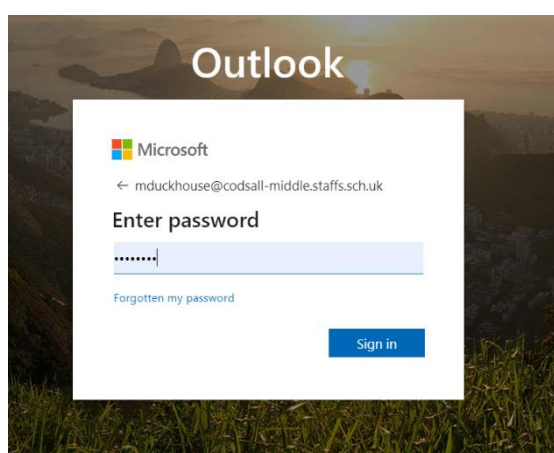 Outlook
Microsoft
← mduckhouse@codsall-middle.staffs.sch.uk
Enter password
••••••••
Forgotten my password
Sign in